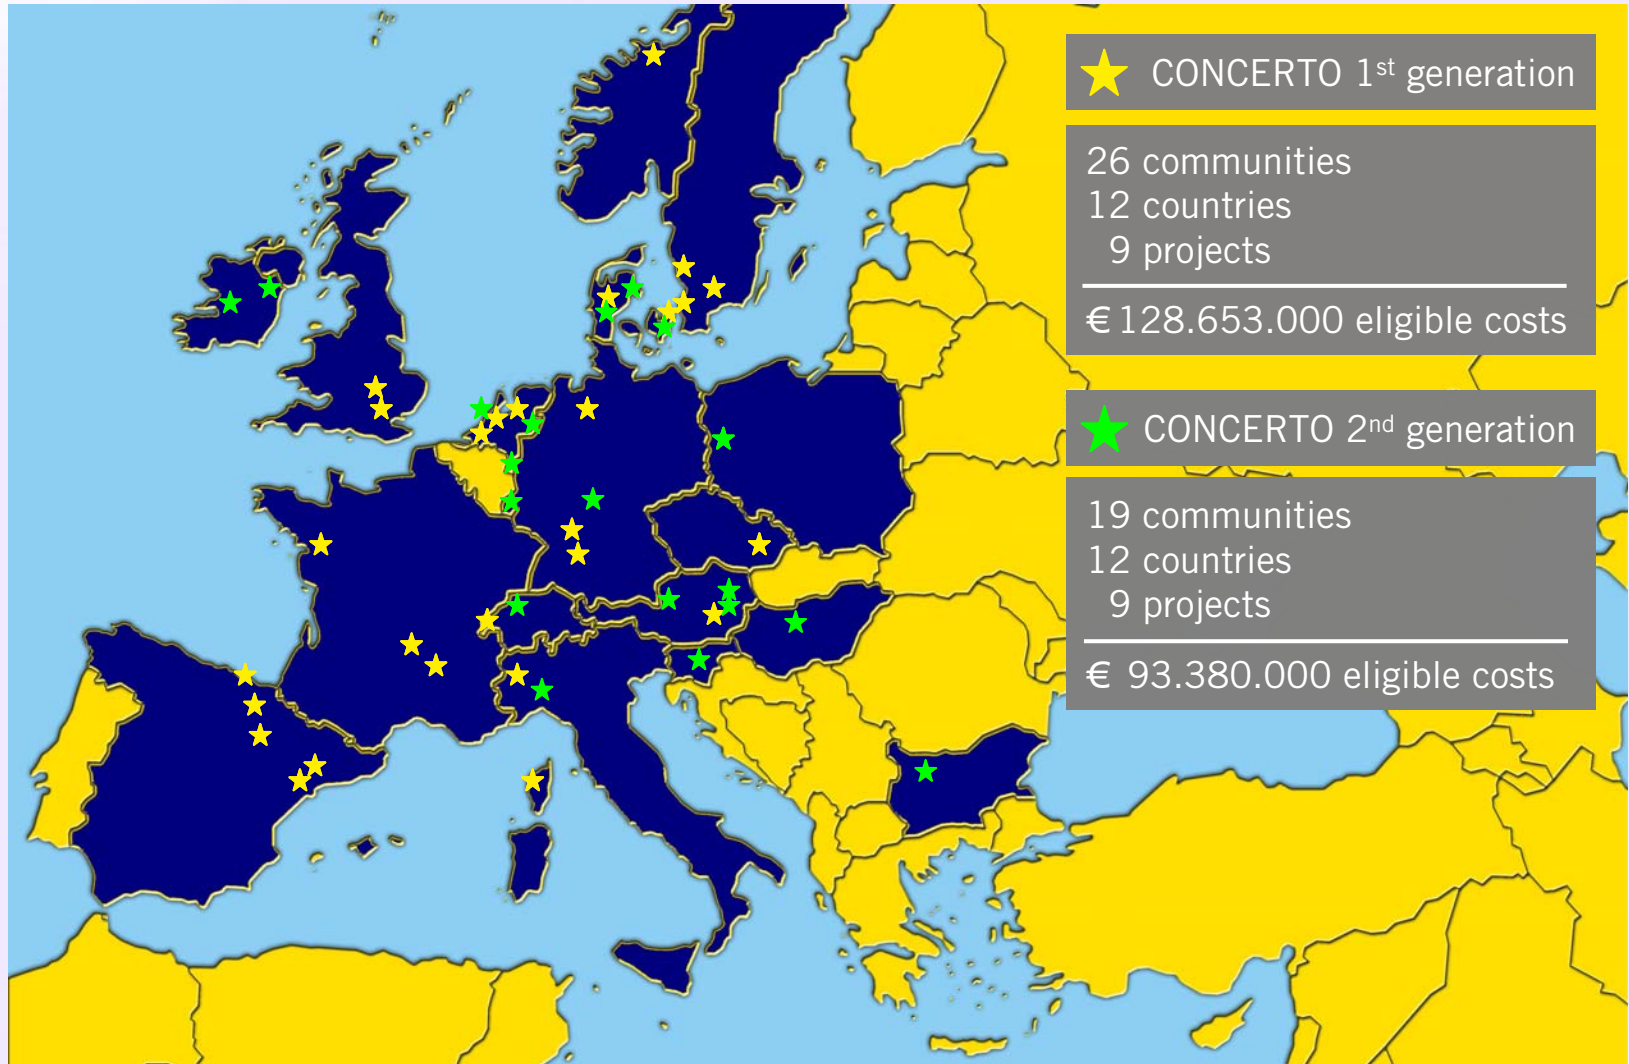 CONCERTO 1st generation
26 communities
12 countries
9 projects
€ 128.653.000 eligible costs
CONCERTO 2nd generation
19 communities
12 countries
9 projects
€ 93.380.000 eligible costs